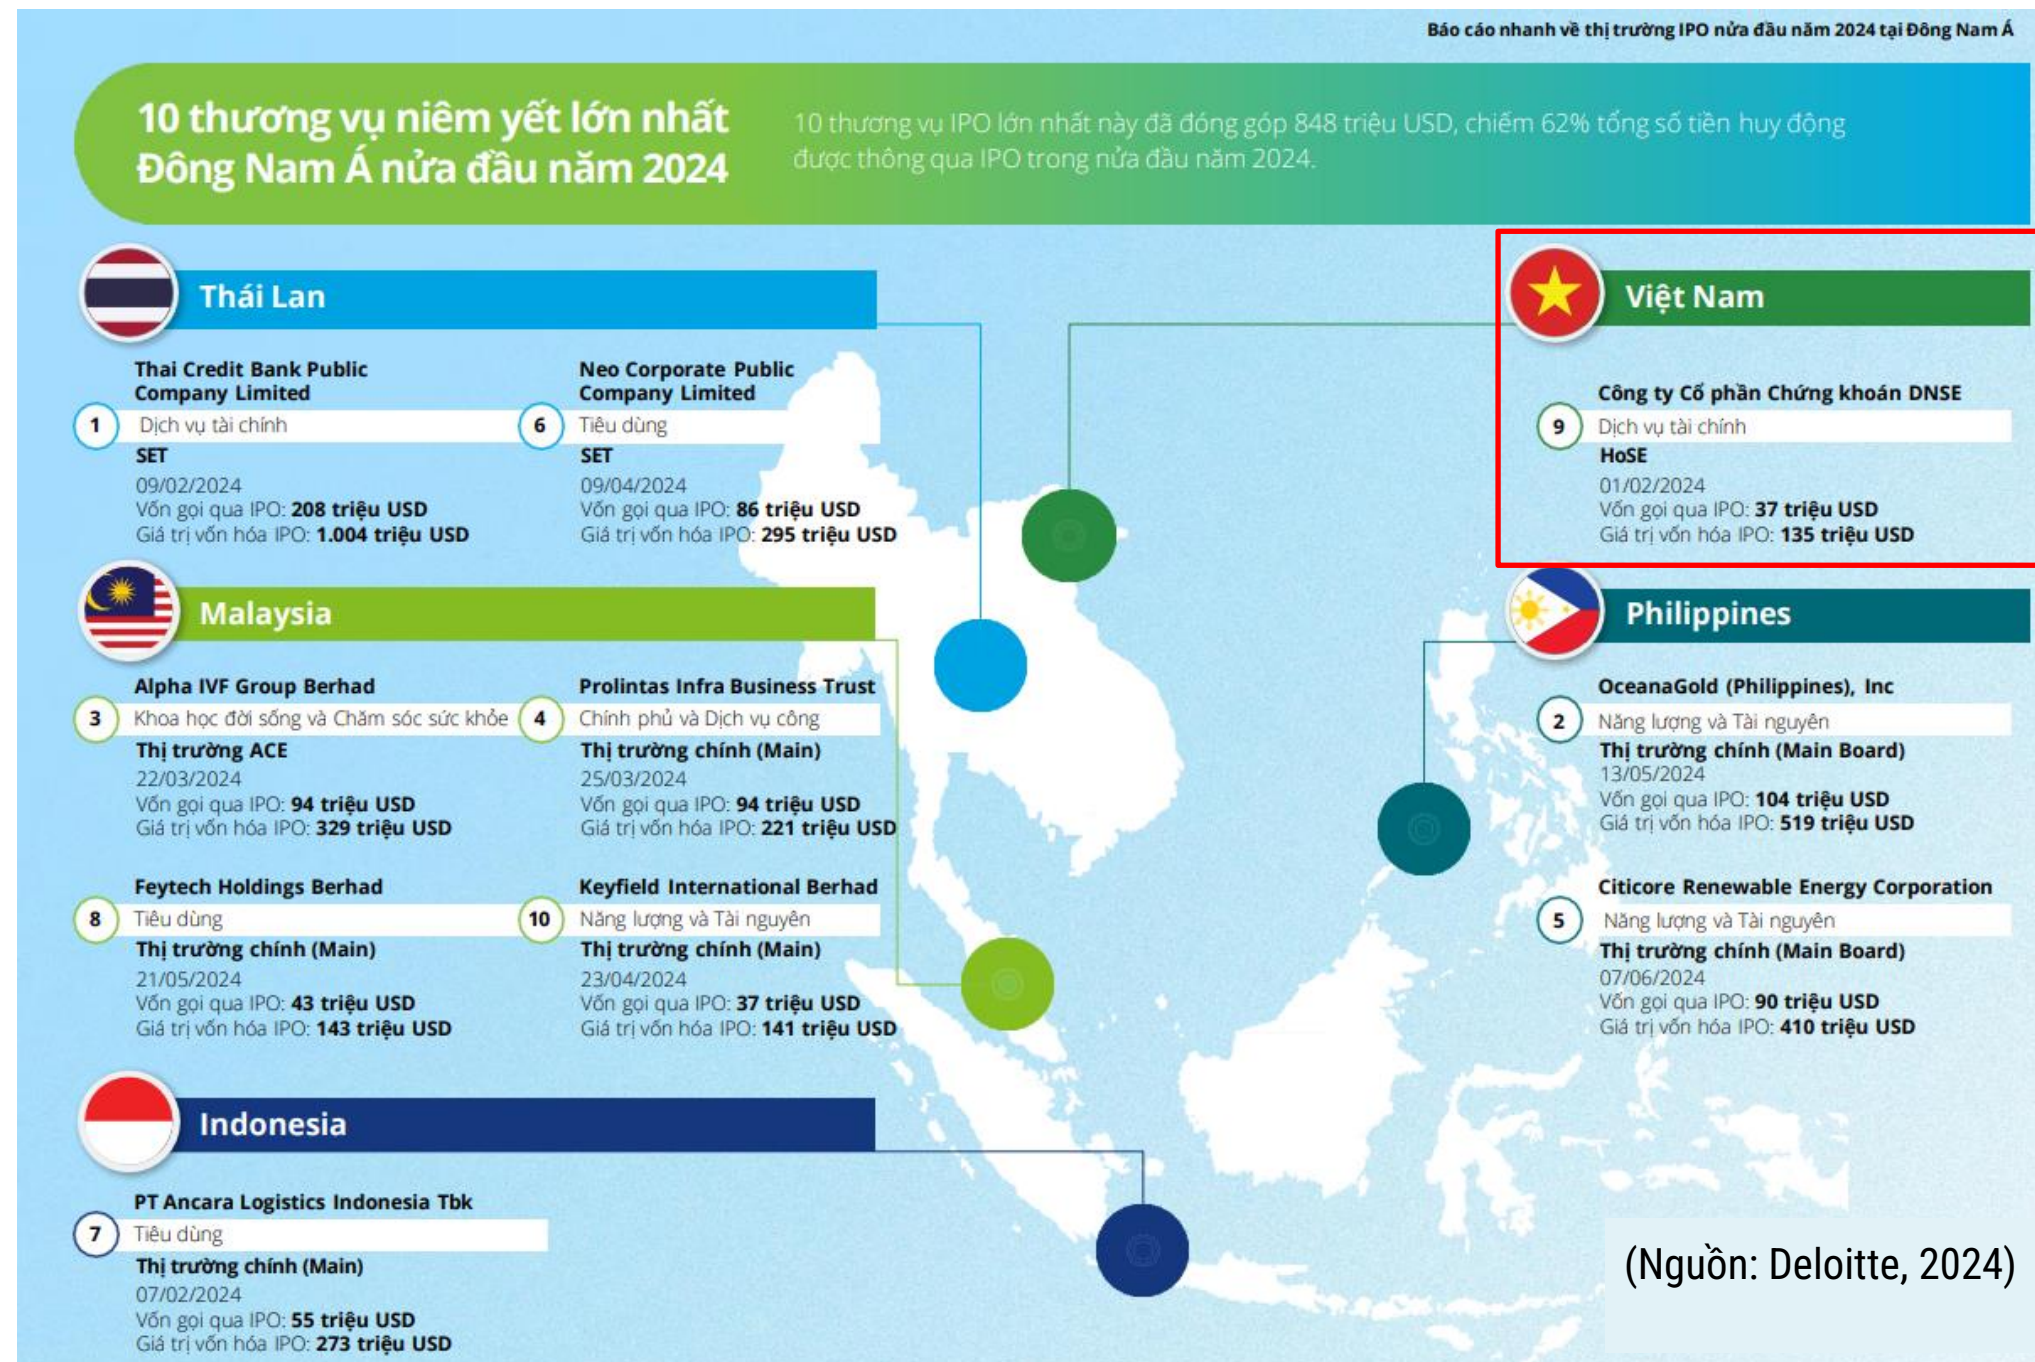 Báo cáo nhanh về thị trường IPO nửa đầu năm 2024 tại Đông Nam Á
10 thương vụ niêm yết lớn nhất
Đông Nam Á nửa đầu năm 2024
10 thương vụ IPO lớn nhất này đã đóng góp 848 triệu USD, chiếm 62% tổng số tiền huy động
được thông qua IPO trong nửa đầu năm 2024.
Thái Lan
Thai Credit Bank Public
Company Limited
1
Dịch vụ tài chính
SET
09/02/2024
Vốn gọi qua IPO: 208 triệu USD
Giá trị vốn hóa IPO: 1.004 triệu USD
Neo Corporate Public
Company Limited
6
Tiêu dùng
SET
09/04/2024
Vốn gọi qua IPO: 86 triệu USD
Giá trị vốn hóa IPO: 295 triệu USD
Việt Nam
Công ty Cổ phần Chứng khoán DNSE
9
Dịch vụ tài chính
HoSE
01/02/2024
Vốn gọi qua IPO: 37 triệu USD
Giá trị vốn hóa IPO: 135 triệu USD
Malaysia
Alpha IVF Group Berhad
3
Khoa học đời sống và Chăm sóc sức khỏe
Thị trường ACE
22/03/2024
Vốn gọi qua IPO: 94 triệu USD
Giá trị vốn hóa IPO: 329 triệu USD
Prolintas Infra Business Trust
4
Chính phủ và Dịch vụ công
Thị trường chính (Main)
25/03/2024
Vốn gọi qua IPO: 94 triệu USD
Giá trị vốn hóa IPO: 221 triệu USD
Feytech Holdings Berhad
8
Tiêu dùng
Thị trường chính (Main)
21/05/2024
Vốn gọi qua IPO: 43 triệu USD
Giá trị vốn hóa IPO: 143 triệu USD
Keyfield International Berhad
10
Năng lượng và Tài nguyên
Thị trường chính (Main)
23/04/2024
Vốn gọi qua IPO: 37 triệu USD
Giá trị vốn hóa IPO: 141 triệu USD
Philippines
OceanaGold (Philippines), Inc
2
Năng lượng và Tài nguyên
Thị trường chính (Main Board)
13/05/2024
Vốn gọi qua IPO: 104 triệu USD
Giá trị vốn hóa IPO: 519 triệu USD
Citicore Renewable Energy Corporation
5
Năng lượng và Tài nguyên
Thị trường chính (Main Board)
07/06/2024
Vốn gọi qua IPO: 90 triệu USD
Giá trị vốn hóa IPO: 410 triệu USD
Indonesia
PT Ancara Logistics Indonesia Tbk
7
Tiêu dùng
Thị trường chính (Main)
07/02/2024
Vốn gọi qua IPO: 55 triệu USD
Giá trị vốn hóa IPO: 273 triệu USD
(Nguồn: Deloitte, 2024)